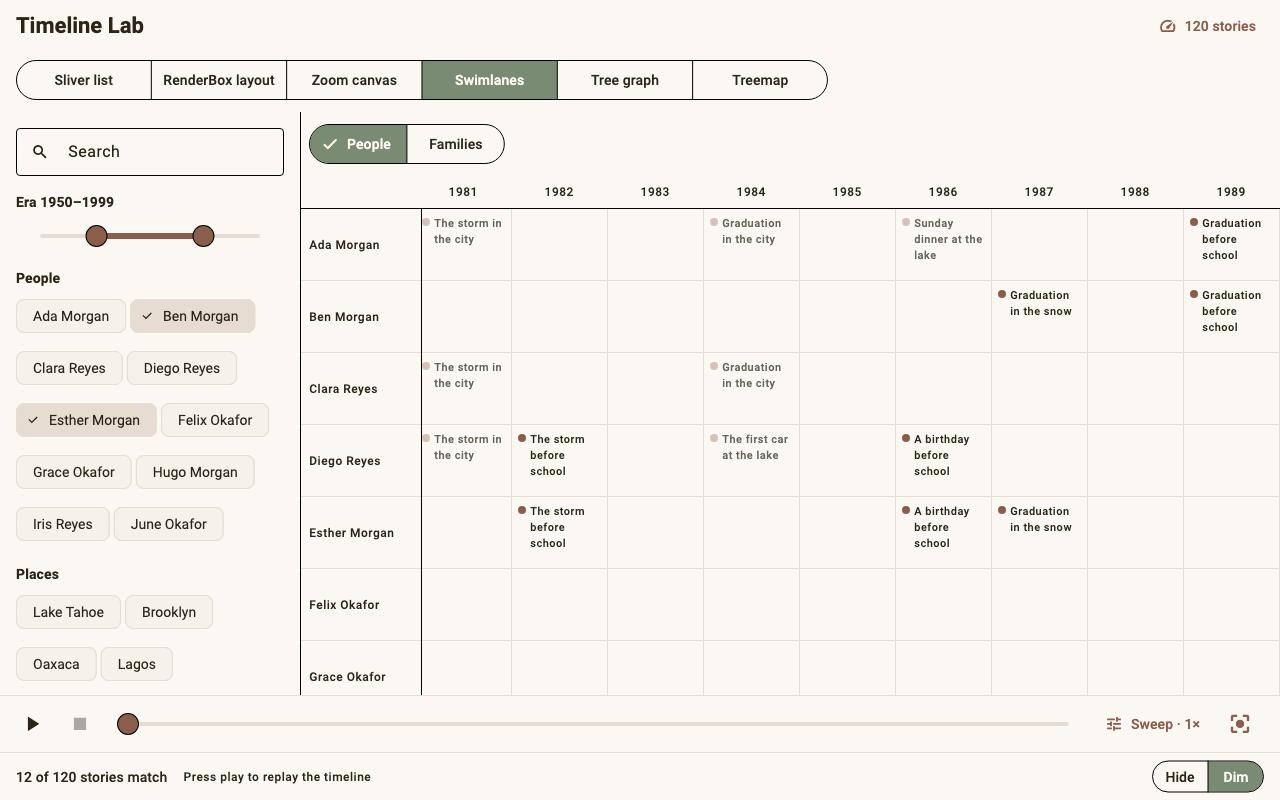 Timeline Lab
120 stories
Sliver list
RenderBox layout
Zoom canvas
Swimlanes
Tree graph
Treemap
Search
Era 1950–1999
People
Ada Morgan
Ben Morgan
Clara Reyes
Diego Reyes
Esther Morgan
Felix Okafor
Grace Okafor
Hugo Morgan
Iris Reyes
June Okafor
Places
Lake Tahoe
Brooklyn
Oaxaca
Lagos
People
Families
1981 1982 1983 1984 1985 1986 1987 1988 1989
Ada Morgan
The storm in
the city
Graduation
in the city
Sunday
dinner at the
lake
Graduation
before
school
Ben Morgan
Graduation
in the snow
Graduation
before
school
Clara Reyes
The storm in
the city
Graduation
in the city
Diego Reyes
The storm in
the city
The storm
before
school
The first car
at the lake
A birthday
before
school
Esther Morgan
The storm
before
school
A birthday
before
school
Graduation
in the snow
Felix Okafor
Grace Okafor
Sweep · 1×
12 of 120 stories match
Press play to replay the timeline
Hide
Dim